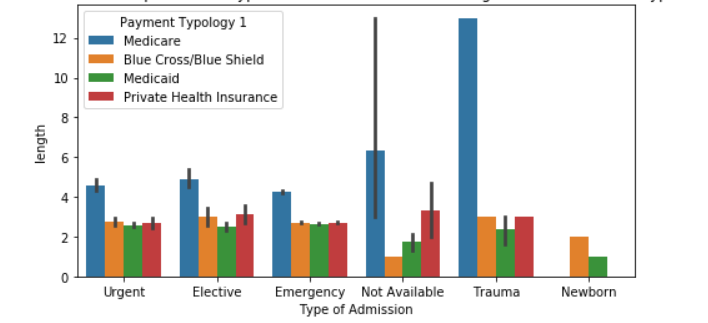 Payment Typology 1
Medicare
Blue Cross/Blue Shield
Medicaid
Private Health Insurance
length
12
10
8
6
4
2
0
Urgent Elective Emergency Not Available Trauma Newborn
Type of Admission